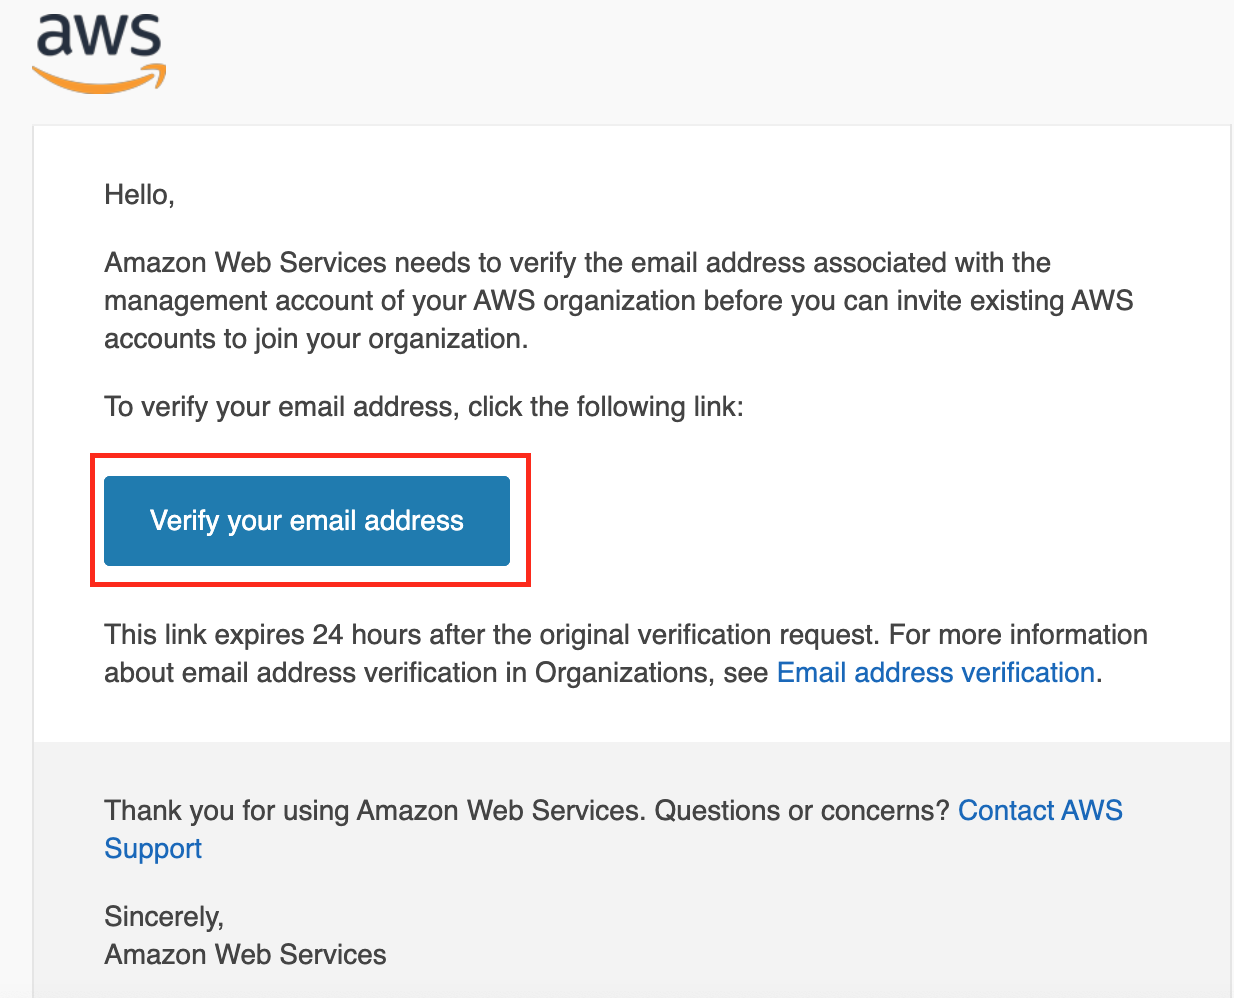 aws
Hello,
Amazon Web Services needs to verify the email address associated with the
management account of your AWS organization before you can invite existing AWS
accounts to join your organization.
To verify your email address, click the following link:
Verify your email address
This link expires 24 hours after the original verification request. For more information
about email address verification in Organizations, see Email address verification.
Thank you for using Amazon Web Services. Questions or concerns? Contact AWS
Support
Sincerely,
Amazon Web Services